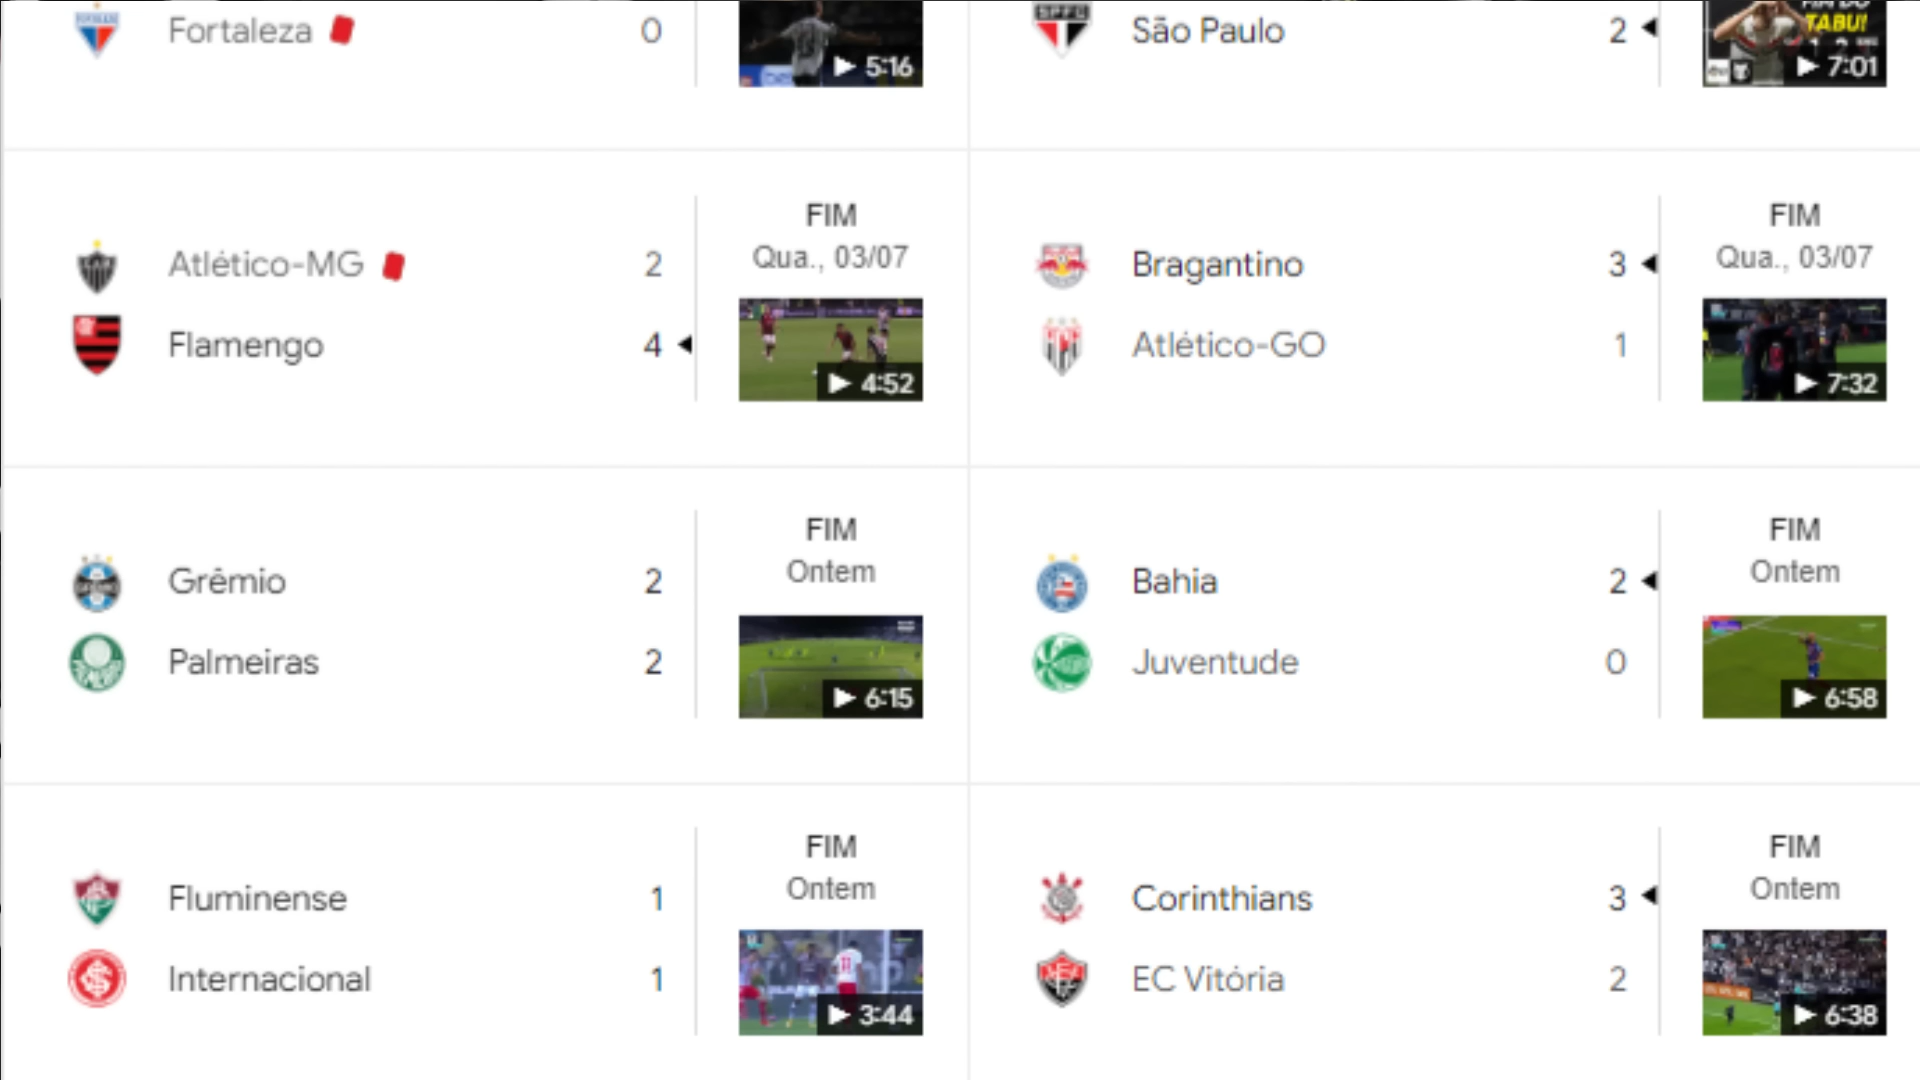 Fortaleza 0
5:16
São Paulo 2
TABU!
7:01
FIM
Qua., 03/07
Atlético-MG 2
Flamengo 4
4:52
FIM
Qua., 03/07
Bragantino 3
Atlético-GO 1
7:32
FIM
Ontem
Grêmio 2
Palmeiras 2
6:15
FIM
Ontem
Bahia 2
Juventude 0
6:58
FIM
Ontem
Fluminense 1
Internacional 1
3:44
FIM
Ontem
Corinthians 3
EC Vitória 2
6:38